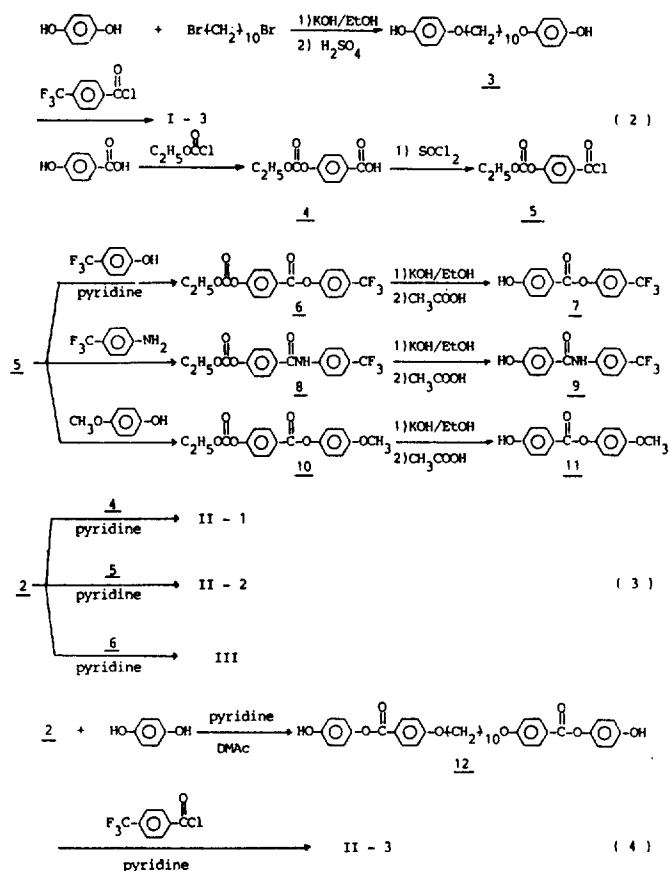 HO OH + Br(CH2)10Br 1)KOH/EtOH 2) H2SO4 HO O(CH2)10O OH
3
F3C CCl O I - 3 ( 2 )
HO COH O C2H5OCCl O C2H5OCO O COH O 1) SOCl2 C2H5OCO O CCl O
4 5
F3C OH pyridine C2H5OCO O C-O O CF3 1)KOH/EtOH 2)CH3COOH HO C-O O CF3
6 7
5 F3C NH2 C2H5OCO O CNH O CF3 1)KOH/EtOH 2)CH3COOH HO CNH O CF3
8 9
CH3O OH C2H5OCO O C-O O OCH3 1)KOH/EtOH 2)CH3COOH HO C-O O OCH3
10 11
4
pyridine II - 1
2 5 pyridine II - 2 ( 3 )
6
pyridine III
2 + HO OH pyridine DMAc HO OC O O(CH2)10O C-O O OH
12
F3C CCl O pyridine II - 3 ( 4 )